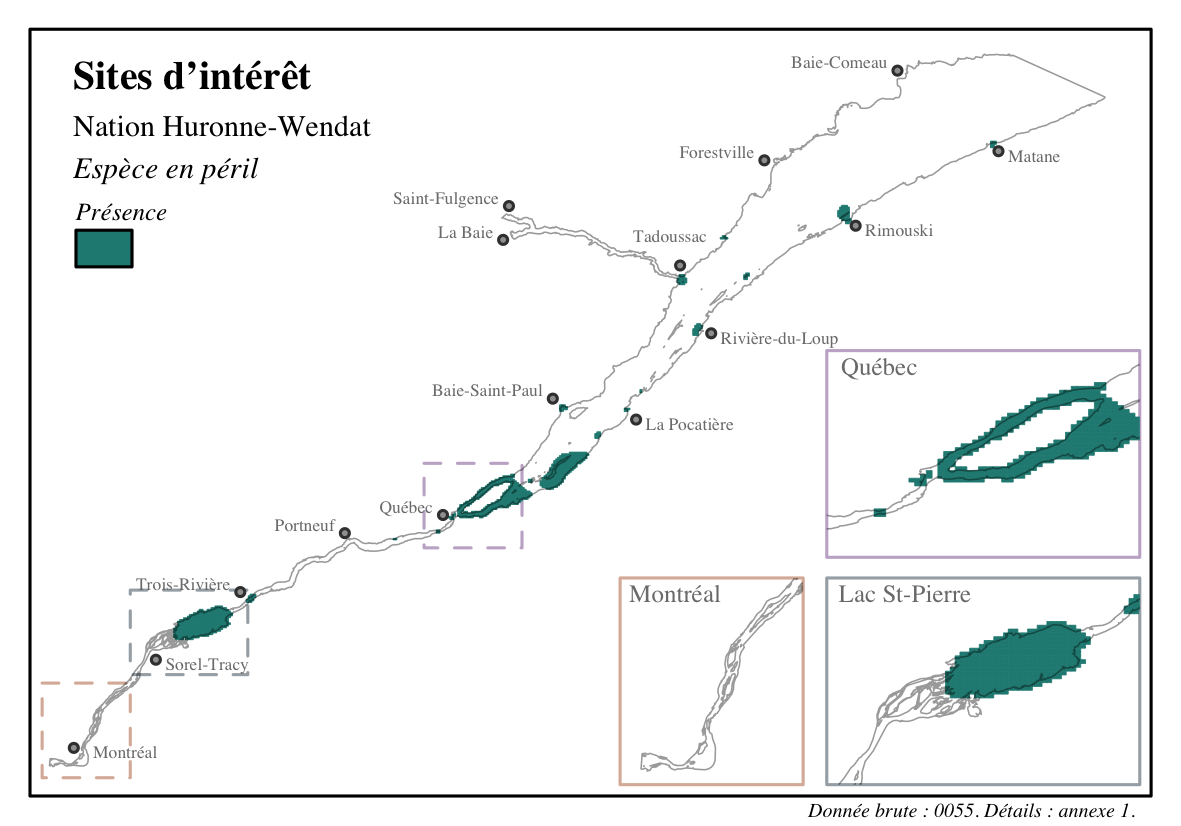 Sites d’intérêt
Nation Huronne-Wendat
Espèce en péril
Présence
Baie-Comeau
Forestville
Matane
Saint-Fulgence
La Baie
Tadoussac
Rimouski
Rivière-du-Loup
Baie-Saint-Paul
La Pocatière
Québec
Portneuf
Trois-Rivière
Sorel-Tracy
Montréal
Québec
Montréal
Lac St-Pierre
Donnée brute : 0055. Détails : annexe 1.